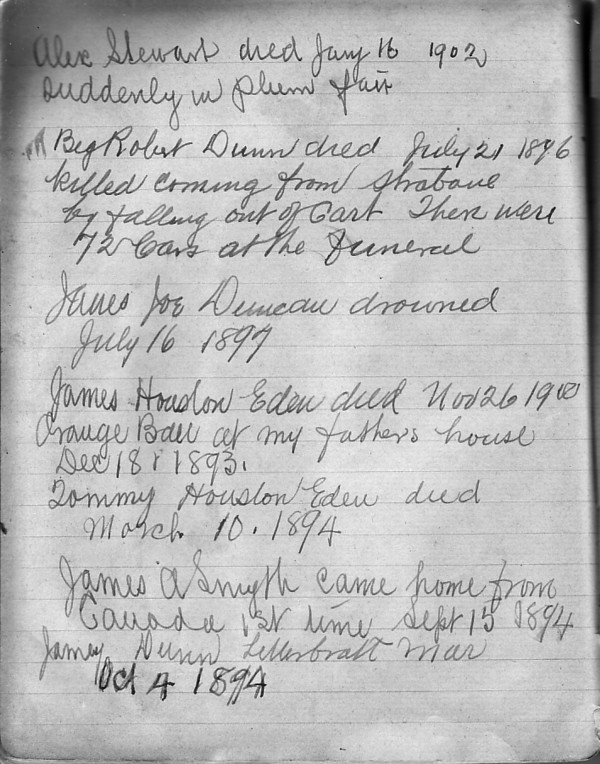 Alex Stewart died Jany 16 1902
suddenly in plum fair
Big Robert Dunn died July 21 1896
killed coming from Strabane
by falling out of Cart There were
72 Cars at the Funeral
James Joe Duncan drowned
July 16 1897
James Houston Eden died Nov 26 1900
Orange Ball at my father's house
Dec 18 1893.
Tommy Houston Eden died
March 10. 1894
James A Smyth came home from
Canada 1st time Sept 15 1894
James Dunn Letterbratt Mar
Oct 4 1894